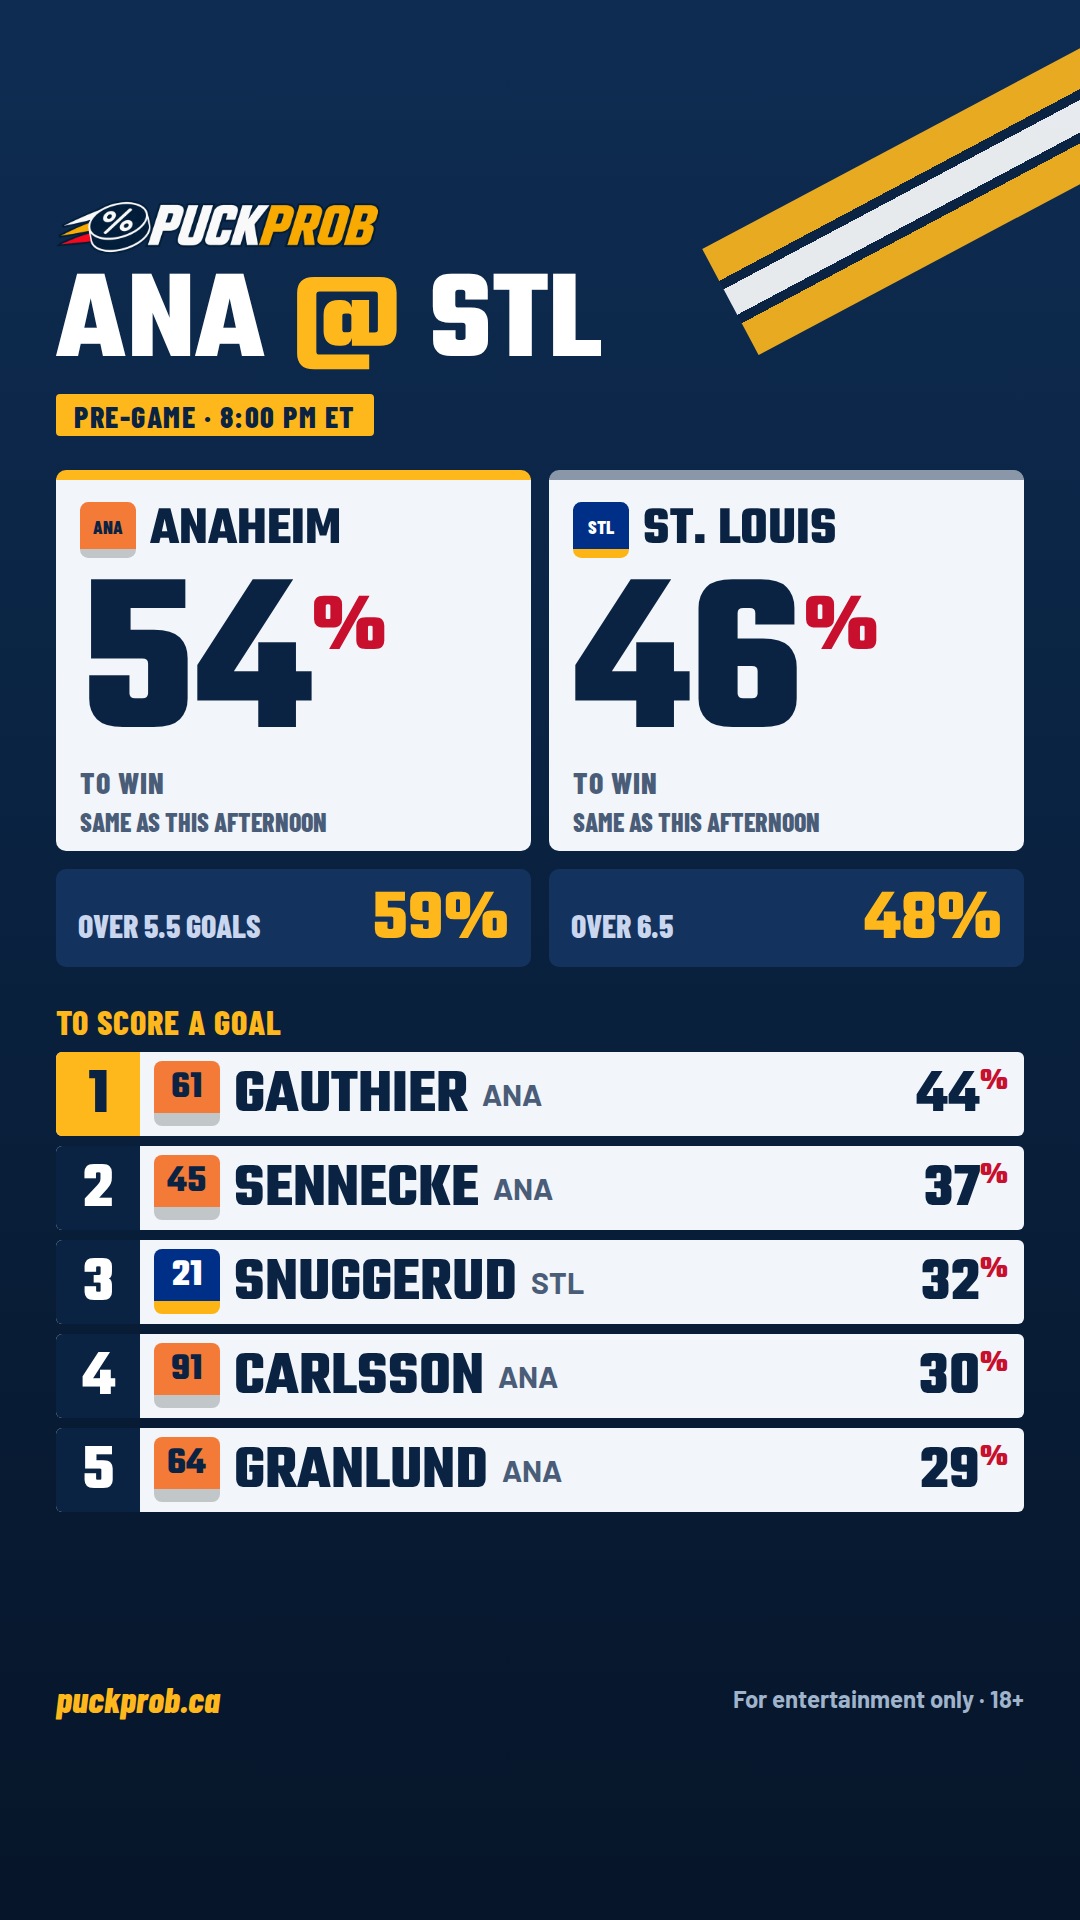 % PUCKPROB
ANA @ STL
PRE-GAME · 8:00 PM ET
ANA ANAHEIM
54%
TO WIN
SAME AS THIS AFTERNOON
STL ST. LOUIS
46%
TO WIN
SAME AS THIS AFTERNOON
OVER 5.5 GOALS 59%
OVER 6.5 48%
TO SCORE A GOAL
1 61 GAUTHIER ANA 44%
2 45 SENNECKE ANA 37%
3 21 SNUGGERUD STL 32%
4 91 CARLSSON ANA 30%
5 64 GRANLUND ANA 29%
puckprob.ca
For entertainment only · 18+